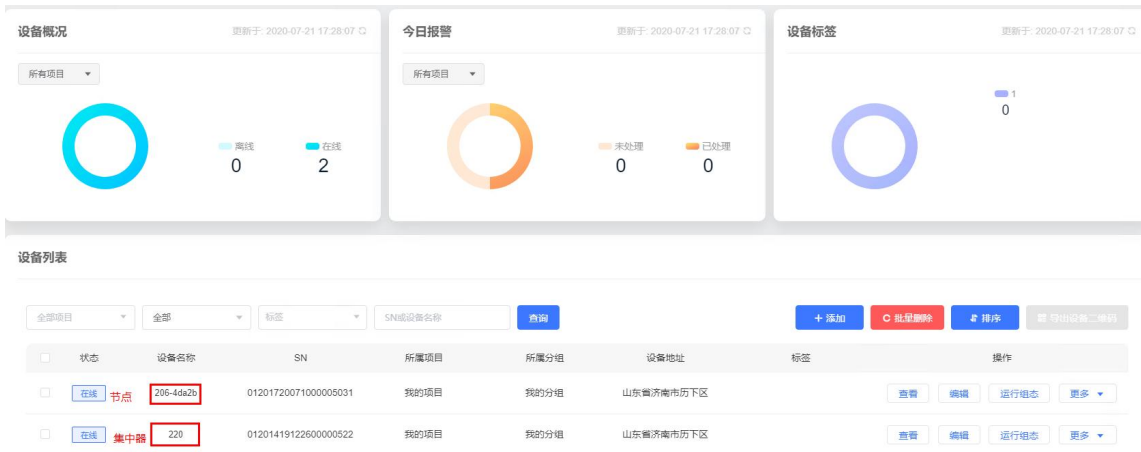 设备概况 更新于: 2020-07-21 17:28:07
今日报警 更新于: 2020-07-21 17:28:07
设备标签 更新于: 2020-07-21 17:28:07
所有项目
所有项目
离线 在线
0 2
未处理 已处理
0 0
1
0
设备列表
全部项目 全部 标签 SN或设备名称 查询 + 添加 批量删除 排序 导出设备二维码
状态 设备名称 SN 所属项目 所属分组 设备地址 标签 操作
在线 节点 206-4da2b 01201720071000005031 我的项目 我的分组 山东省济南市历下区 查看 编辑 运行组态 更多
在线 集中器 220 01201419122600000522 我的项目 我的分组 山东省济南市历下区 查看 编辑 运行组态 更多